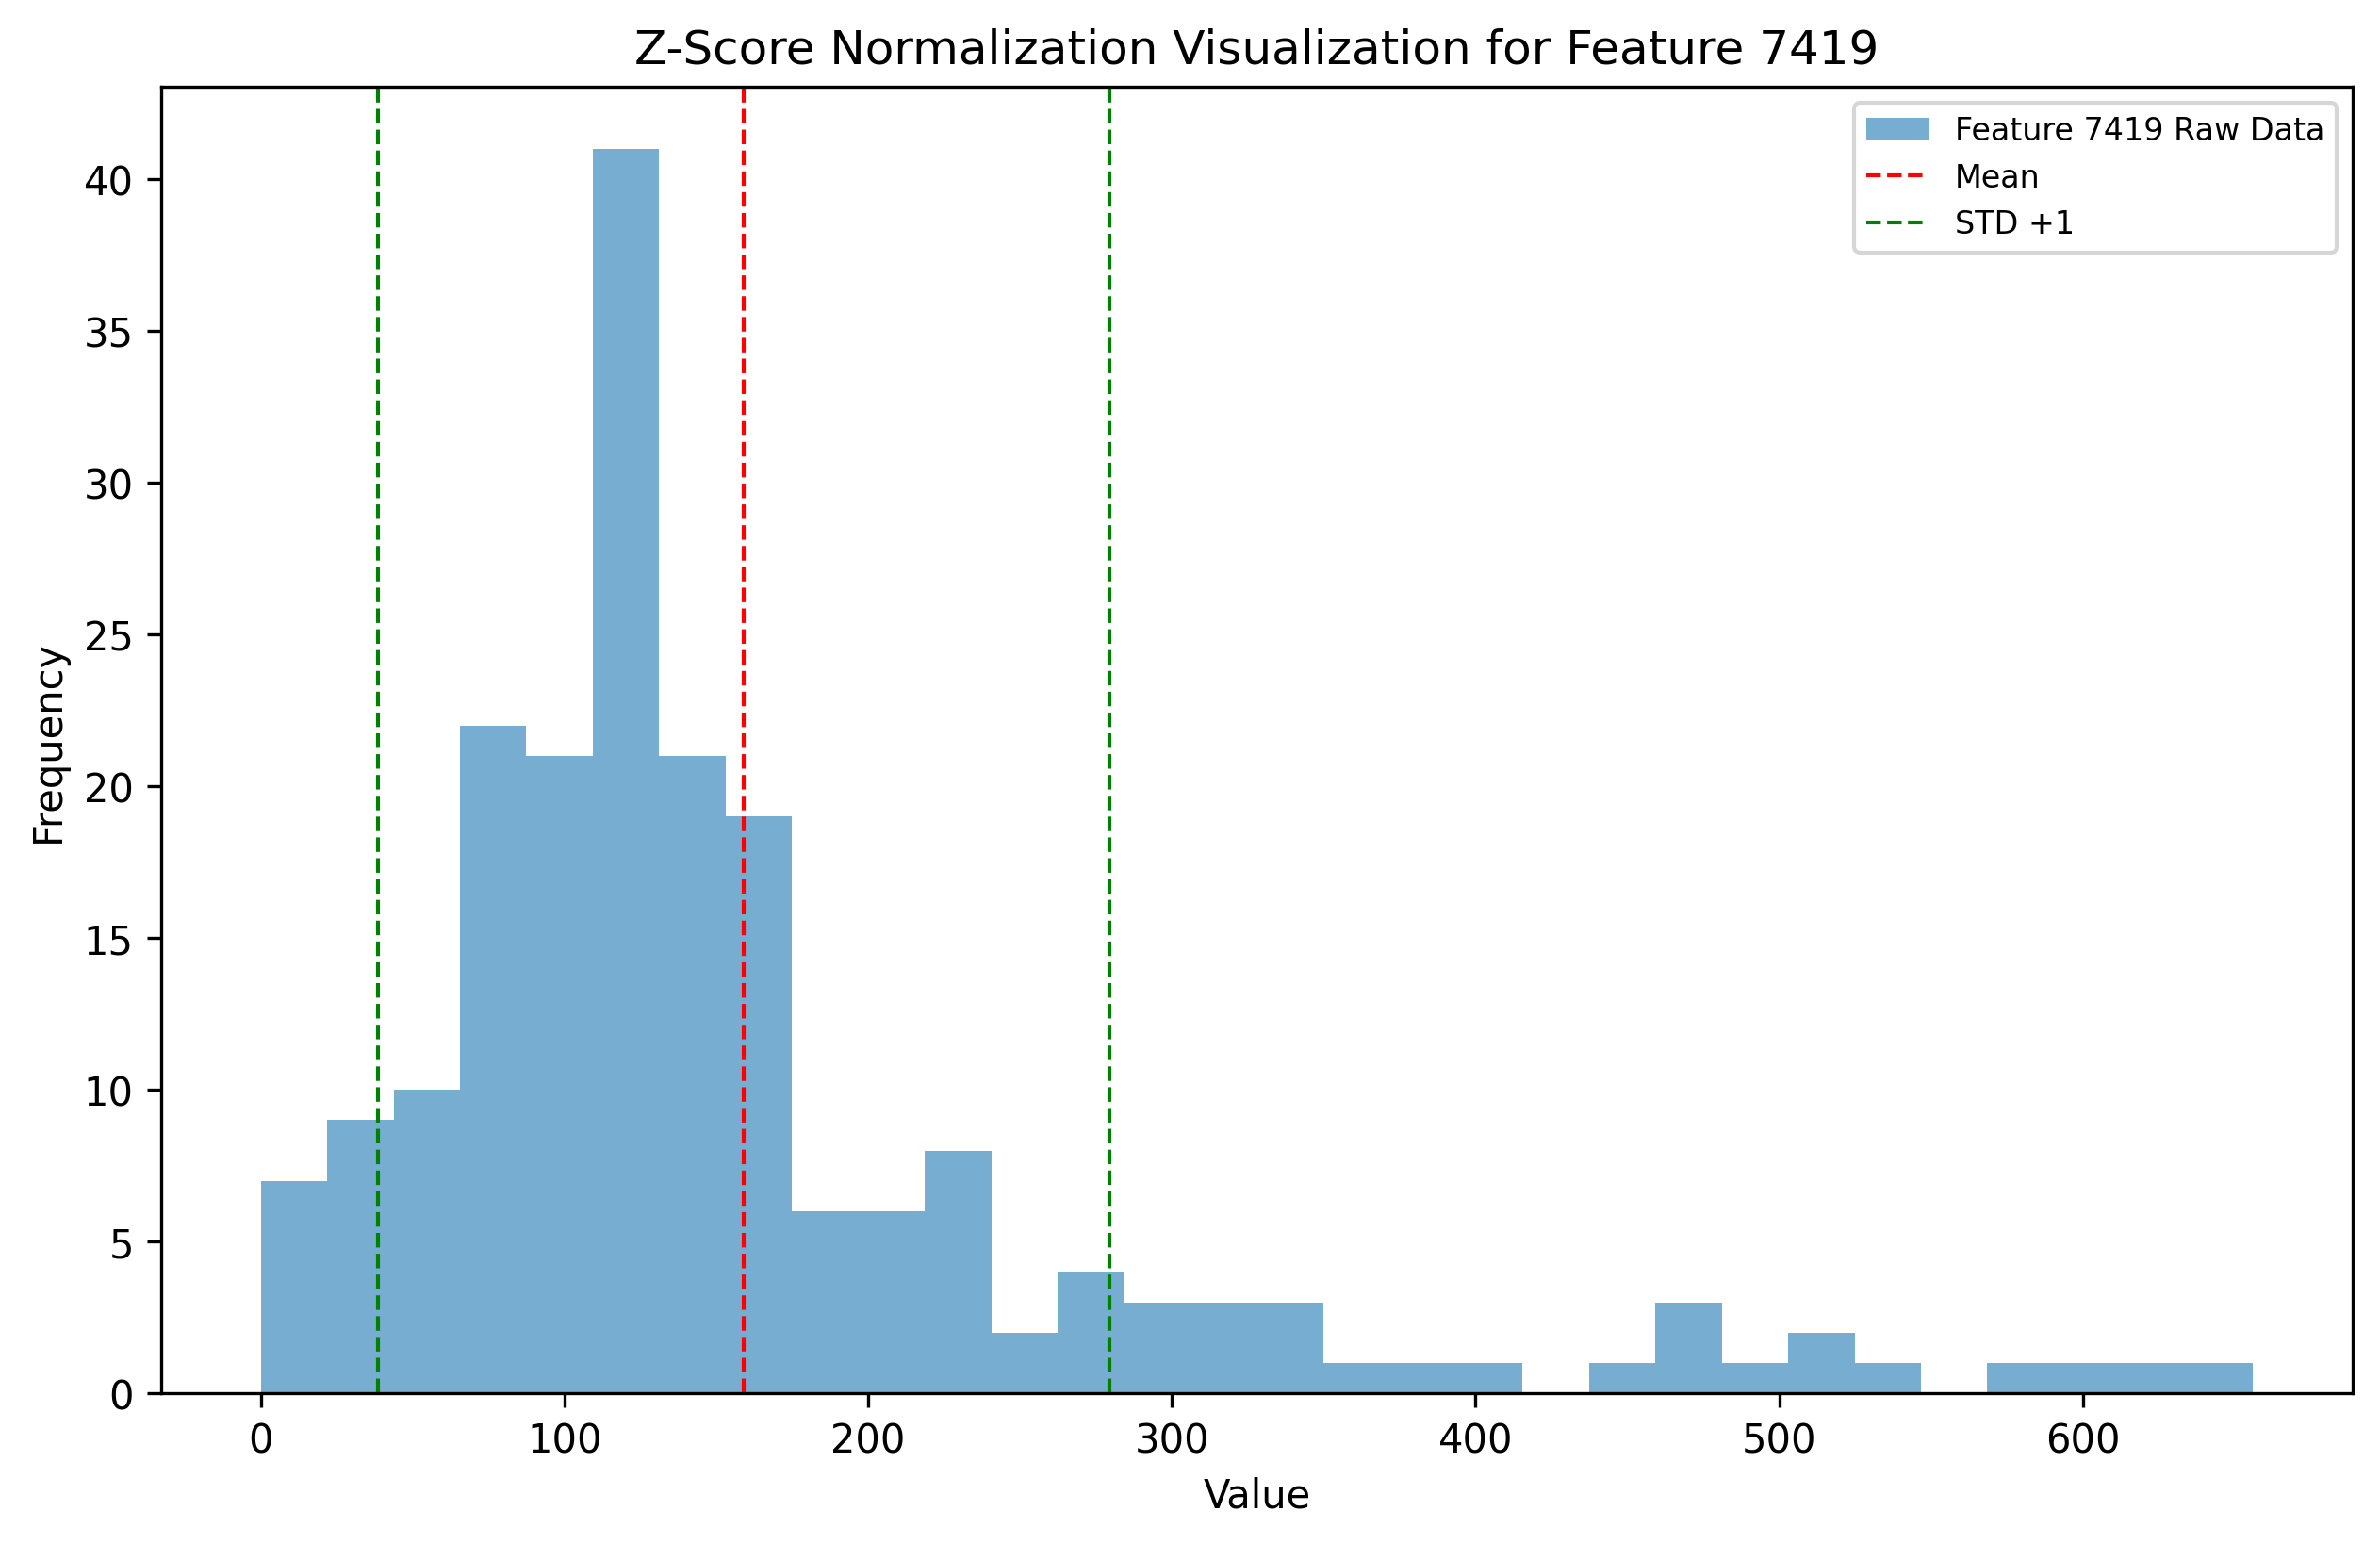 Z-Score Normalization Visualization for Feature 7419
Feature 7419 Raw Data
Mean
STD +1
40
35
30
25
20
15
10
5
0
Frequency
0 100 200 300 400 500 600
Value